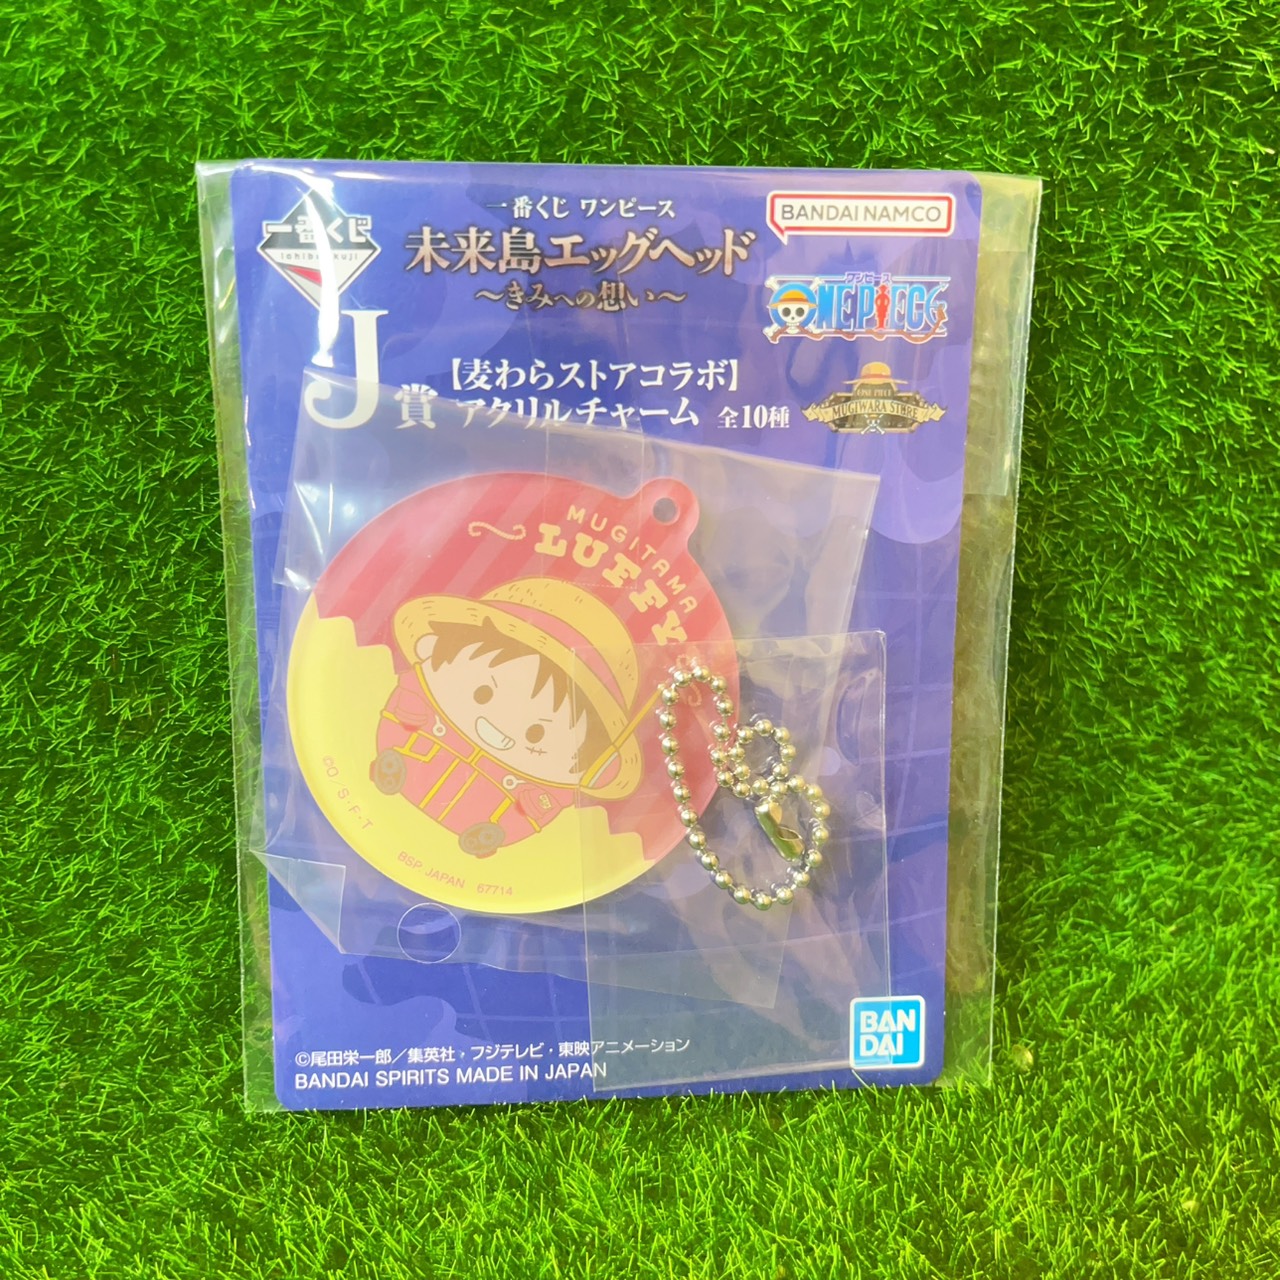 一番くじ
Ichiban Kuji
一番くじ ワンピース
未来島エッグヘッド
～きみへの想い～
BANDAI NAMCO
ワンピース
ONE PIECE
J賞
【麦わらストアコラボ】
アクリルチャーム 全10種
ONE PIECE
MUGIWARA STORE
MUGITAMA
LUFFY
©O/S・F・T
BSP JAPAN 67714
BAN
DAI
©尾田栄一郎／集英社・フジテレビ・東映アニメーション
BANDAI SPIRITS MADE IN JAPAN